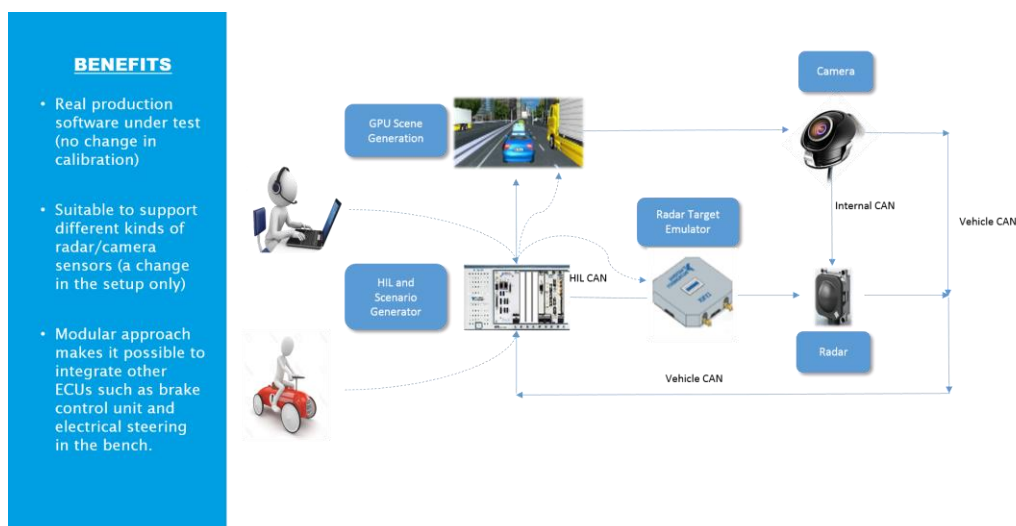 BENEFITS
• Real production
software under test
(no change in
calibration)
• Suitable to support
different kinds of
radar/camera
sensors (a change
in the setup only)
• Modular approach
makes it possible to
integrate other
ECUs such as brake
control unit and
electrical steering
in the bench.
Camera
GPU Scene
Generation
Internal CAN
Vehicle CAN
Radar Target
Emulator
HIL and
Scenario
Generator
HIL CAN
Radar
Vehicle CAN